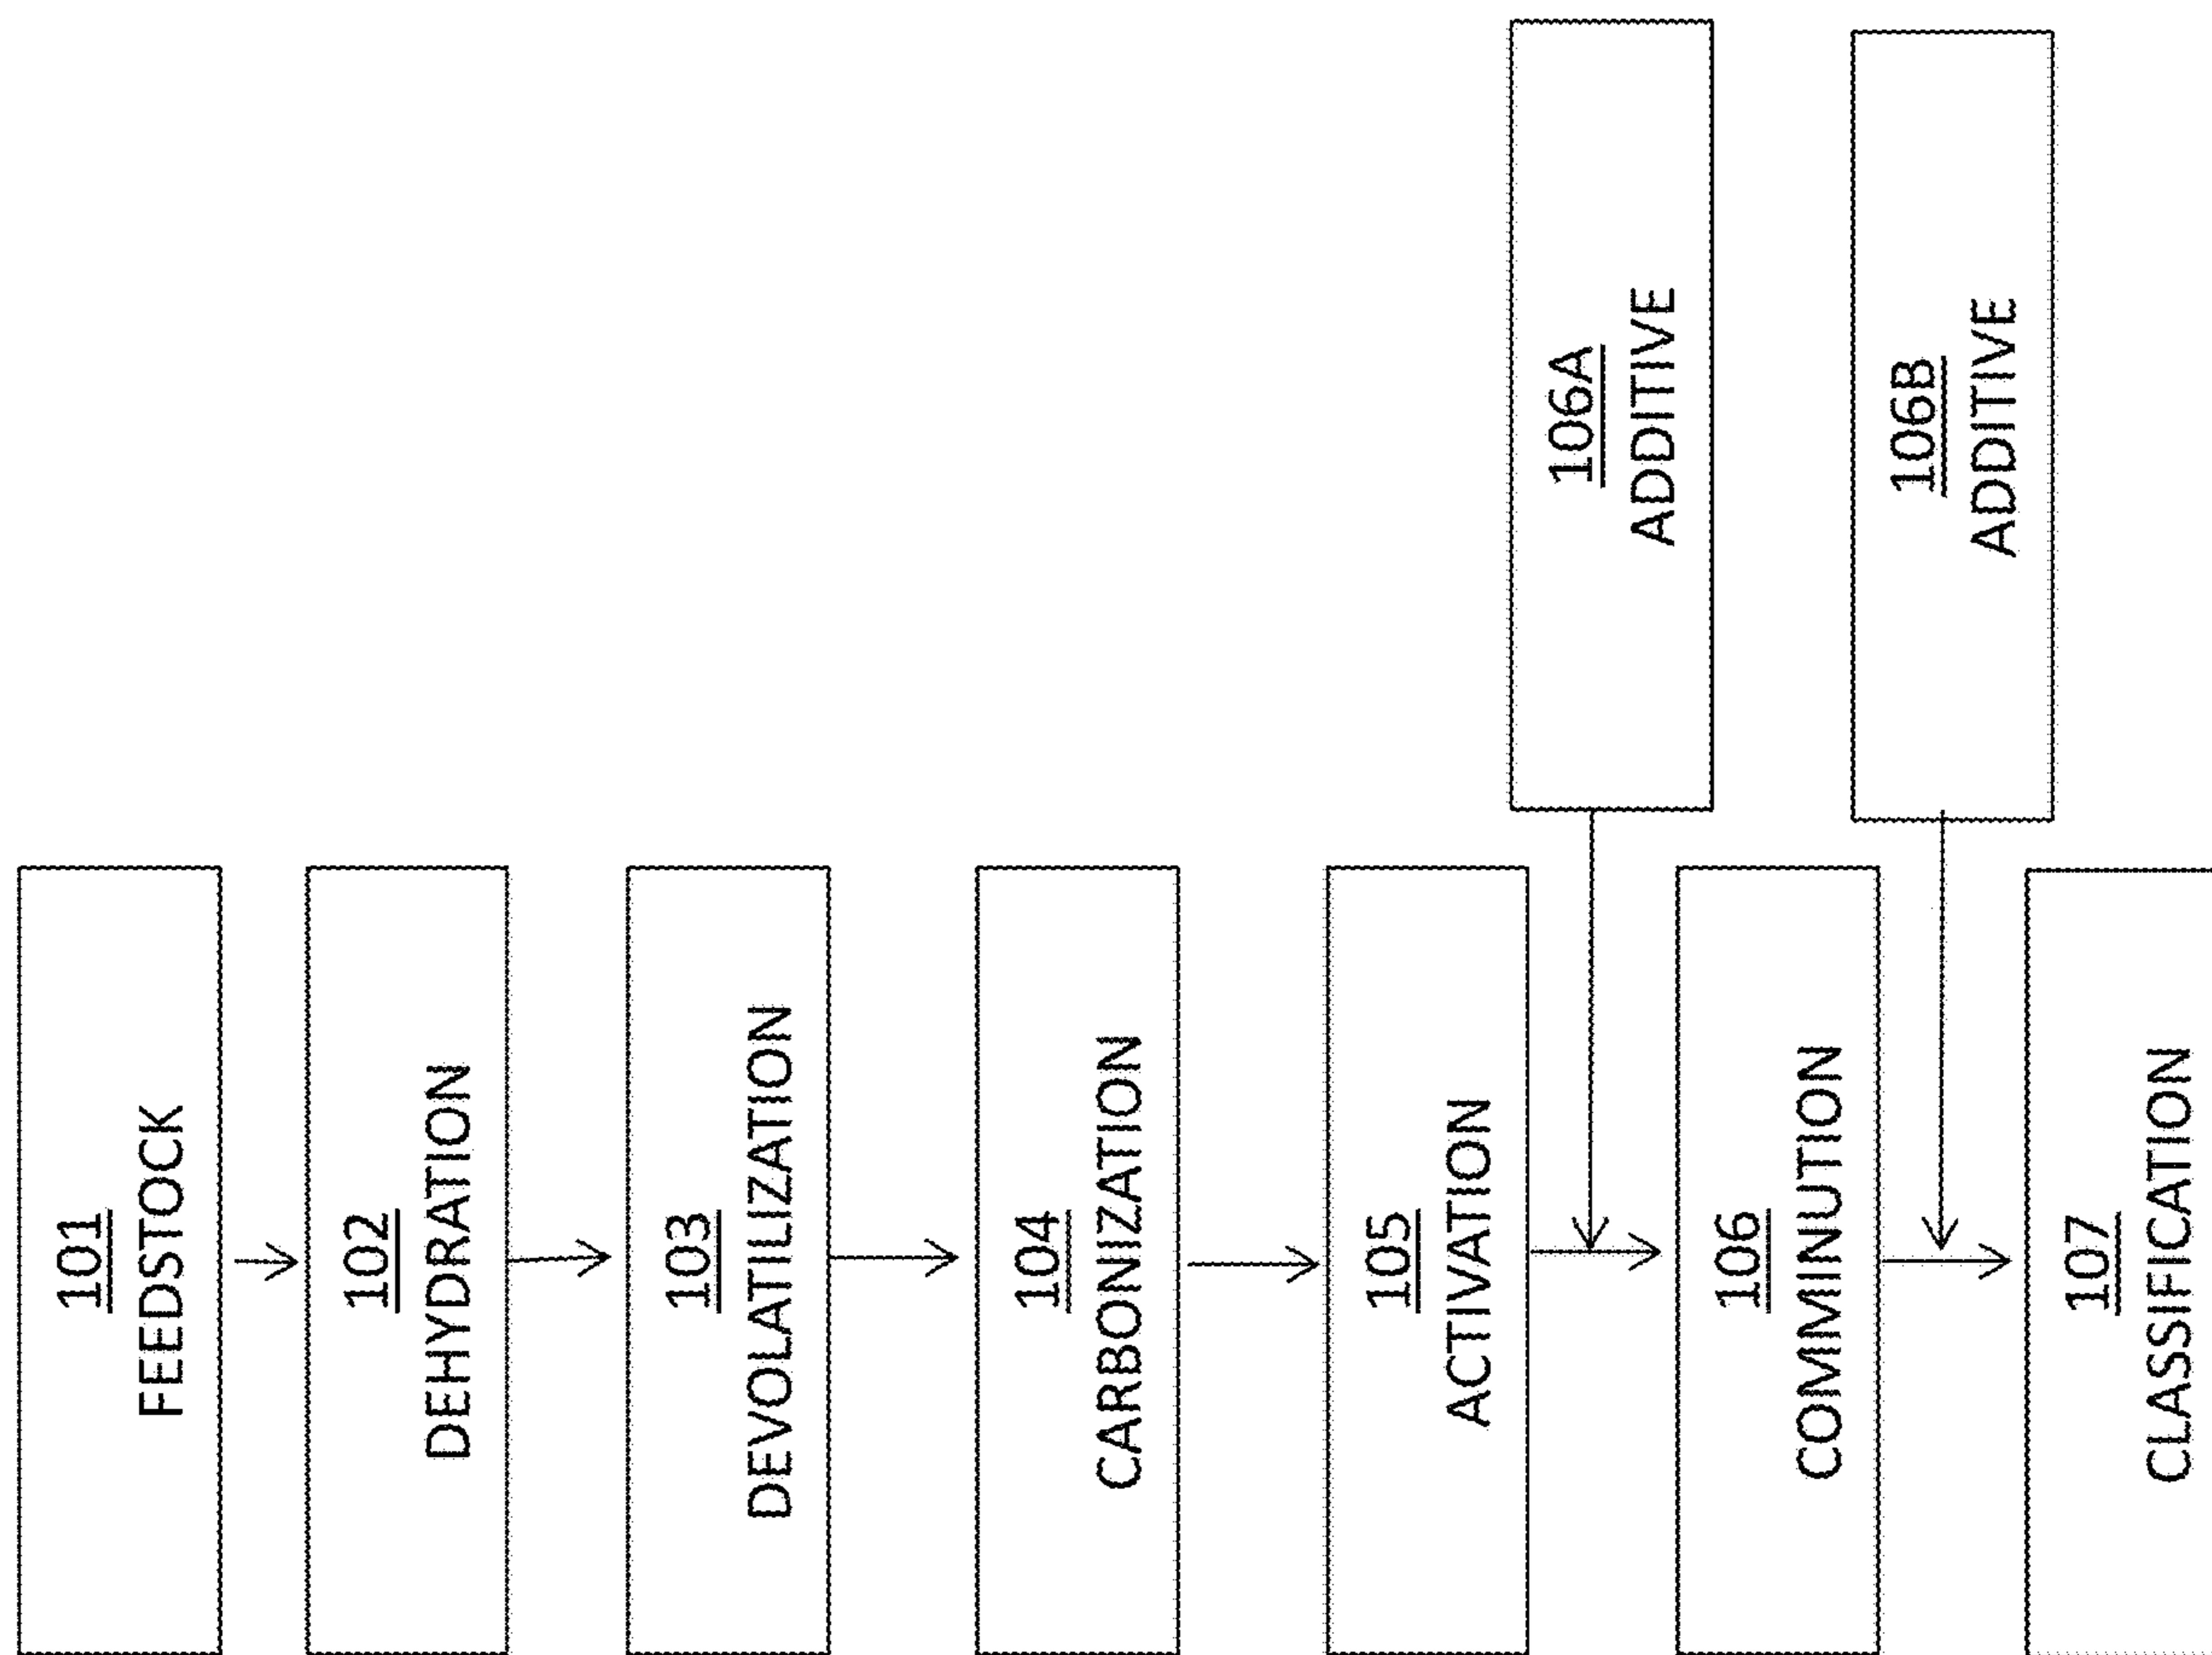 101
FEEDSTOCK
102
DEHYDRATION
103
DEVOLATILIZATION
104
CARBONIZATION
105
ACTIVATION
106A
ADDITIVE
106
COMMINUTION
106B
ADDITIVE
107
CLASSIFICATION